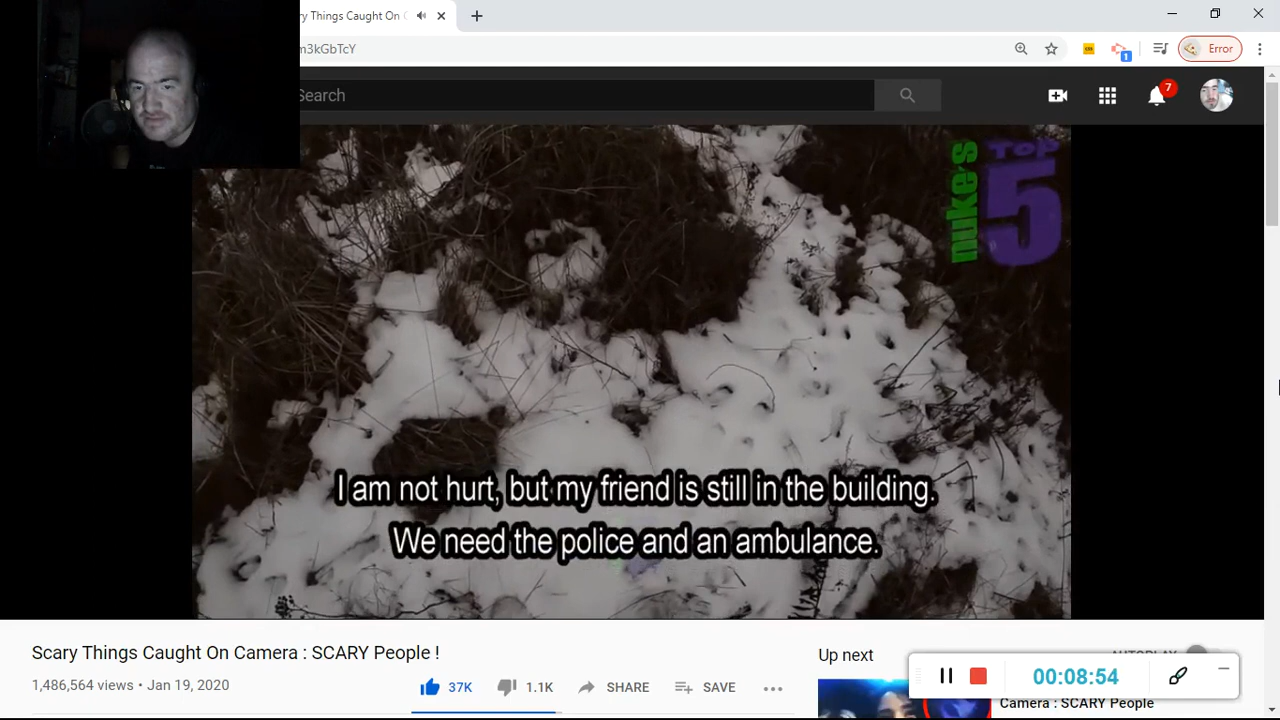 ry Things Caught On C
m3kGbTcY
Error
1
Search
7
nuke's
Top
5
I am not hurt, but my friend is still in the building.
We need the police and an ambulance.
Scary Things Caught On Camera : SCARY People !
1,486,564 views • Jan 19, 2020
37K
1.1K
SHARE
SAVE
Up next
00:08:54
Camera : SCARY People